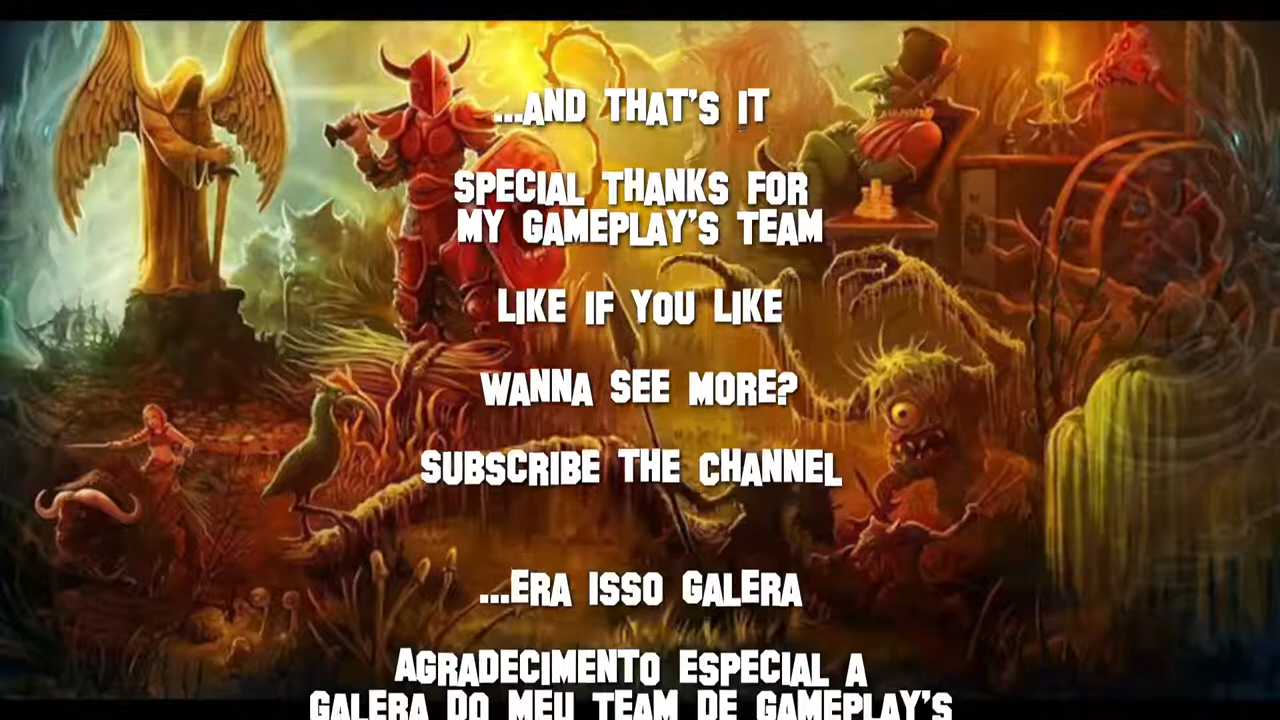 ...AND THAT'S IT
SPECIAL THANKS FOR
MY GAMEPLAY'S TEAM
LIKE IF YOU LIKE
WANNA SEE MORE?
SUBSCRIBE THE CHANNEL
...ERA ISSO GALERA
AGRADECIMENTO ESPECIAL A
GALERA DO MEU TEAM DE GAMEPLAY'S